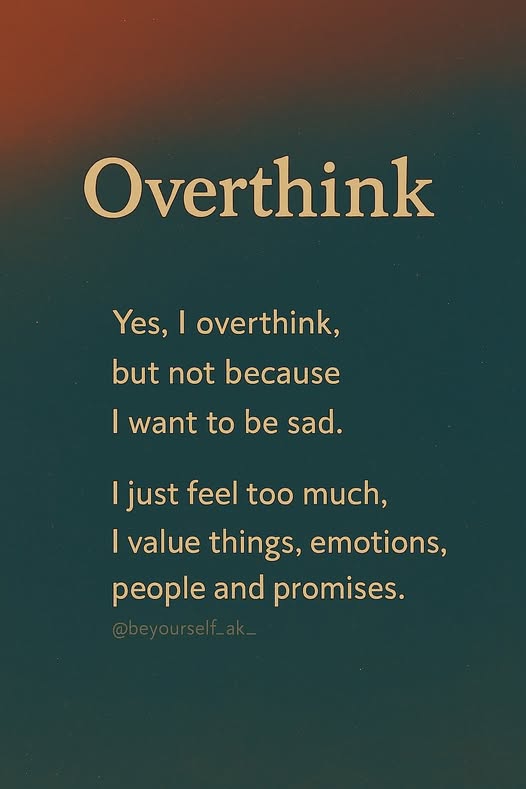 Overthink
Yes, I overthink,
but not because
I want to be sad.
I just feel too much,
I value things, emotions,
people and promises.
@beyourself_ak_